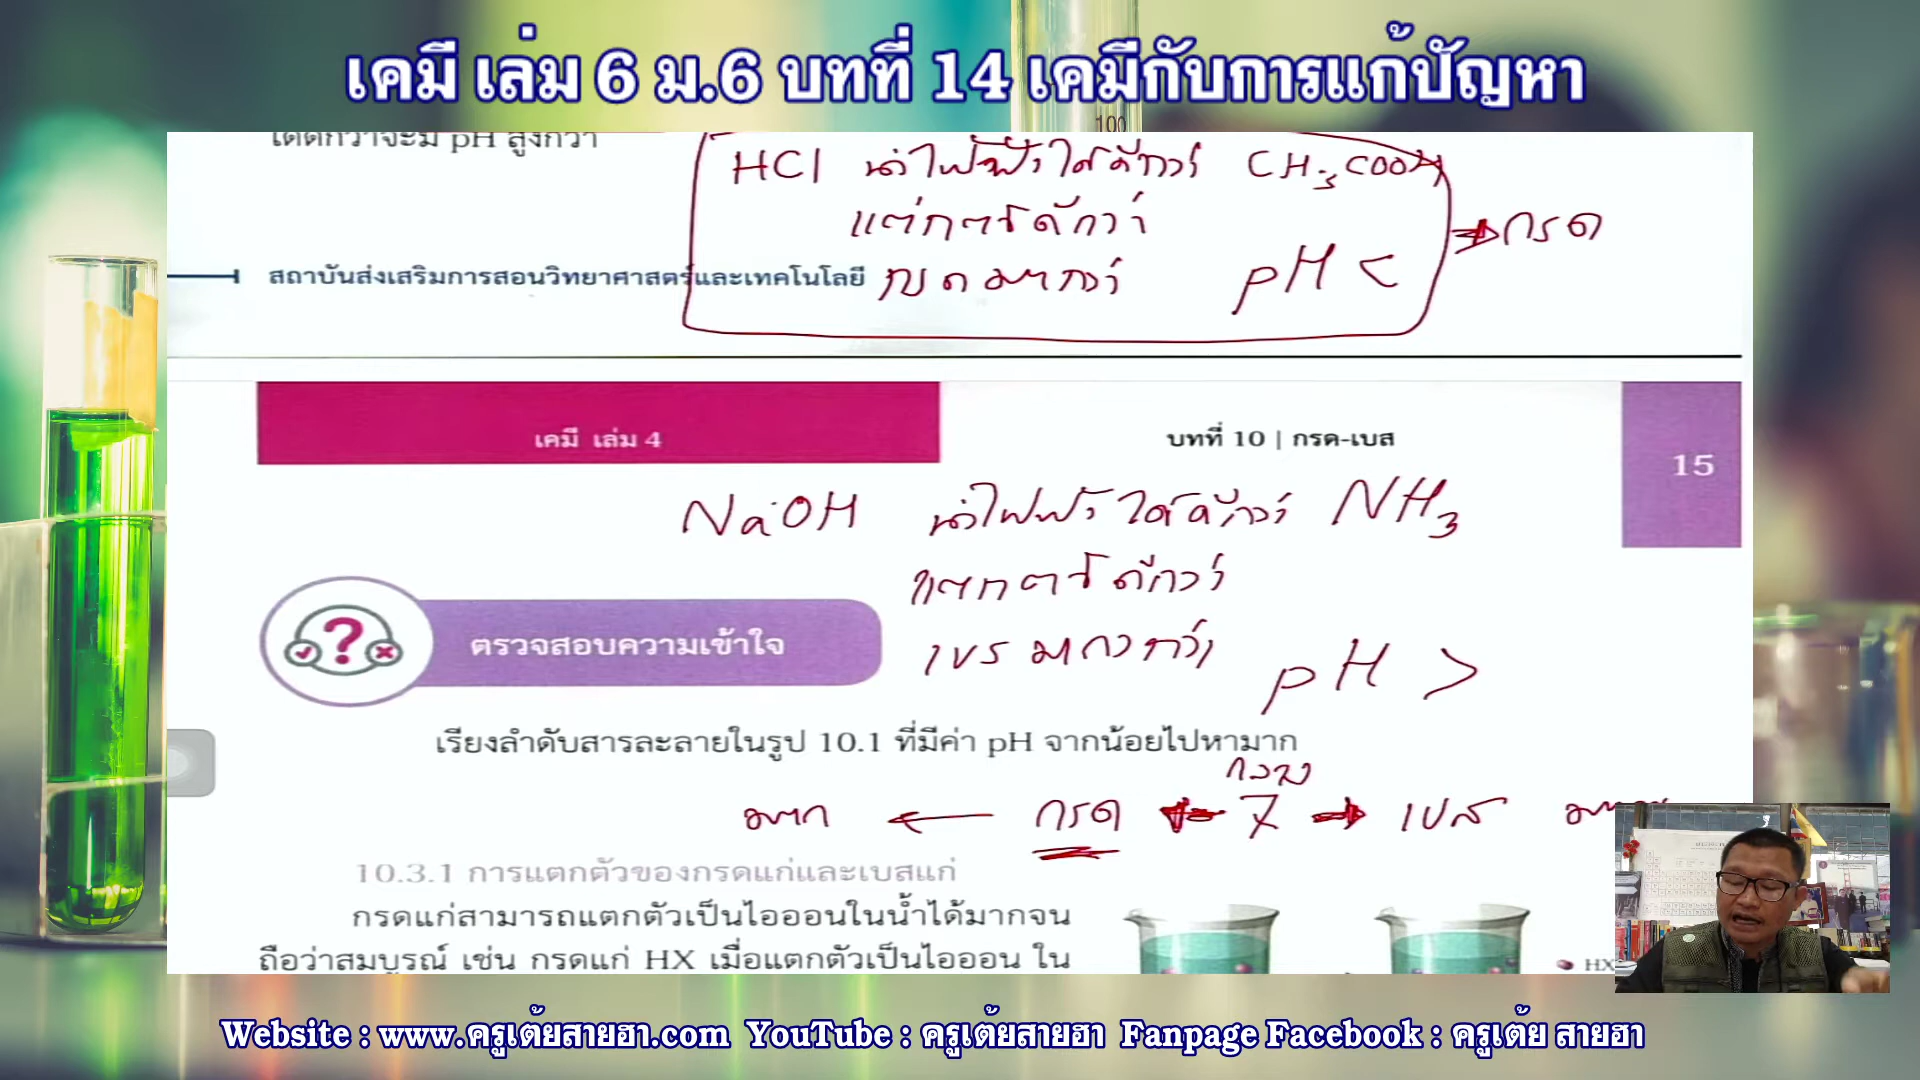 เคมี เล่ม 6 ม.6 บทที่ 14 เคมีกับการแก้ปัญหา
100
ได้ดีกว่าจะมี pH สูงกว่า
HCl นำไฟฟ้าได้ดีกว่า CH₃COOH
แตกตัวดีกว่า
→ กรด
สถาบันส่งเสริมการสอนวิทยาศาสตร์และเทคโนโลยี
กรดมากกว่า pH <
เคมี เล่ม 4
บทที่ 10 | กรด-เบส
15
NaOH นำไฟฟ้าได้ดีกว่า NH₃
แตกตัวดีกว่า
ตรวจสอบความเข้าใจ
เบสมากกว่า pH >
เรียงลำดับสารละลายในรูป 10.1 ที่มีค่า pH จากน้อยไปหามาก
กลาง
มาก ← กรด ← 7 → เบส
10.3.1 การแตกตัวของกรดแก่และเบสแก่
กรดแก่สามารถแตกตัวเป็นไอออนในน้ำได้มากจน
ถือว่าสมบูรณ์ เช่น กรดแก่ HX เมื่อแตกตัวเป็นไอออน ใน
HX
Website : www.ครูเต้ยสายฮา.com YouTube : ครูเต้ยสายฮา Fanpage Facebook : ครูเต้ย สายฮา